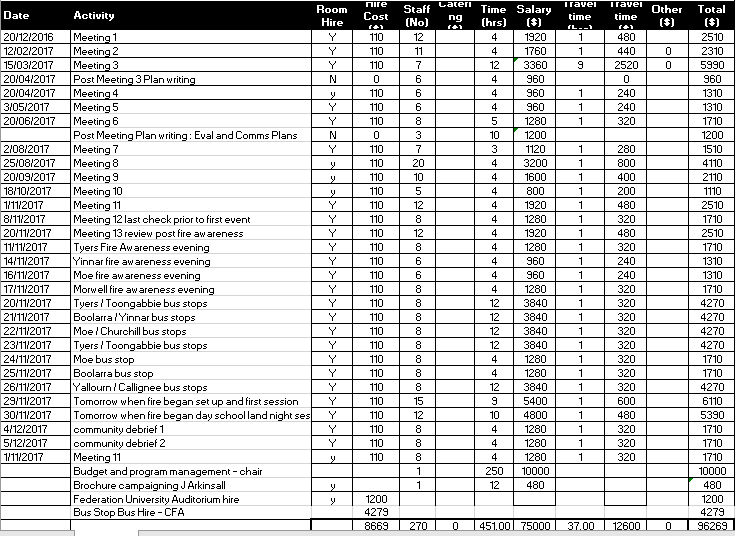 Date Activity Room Hire Hire Cost ($) Staff (No) Cateri ng ($) Time (hrs) Salary ($) Travel time (hrs) Travel time ($) Other ($) Total ($)
20/12/2016 Meeting 1 Y 110 12 4 1920 1 480 2510
12/02/2017 Meeting 2 Y 110 11 4 1760 1 440 0 2310
15/03/2017 Meeting 3 Y 110 7 12 3360 9 2520 0 5990
20/04/2017 Post Meeting 3 Plan writing N 0 6 4 960 0 960
20/04/2017 Meeting 4 y 110 6 4 960 1 240 1310
3/05/2017 Meeting 5 Y 110 6 4 960 1 240 1310
20/06/2017 Meeting 6 Y 110 8 5 1280 1 320 1710
Post Meeting Plan writing : Eval and Comms Plans N 0 3 10 1200 1200
2/08/2017 Meeting 7 Y 110 7 3 1120 1 280 1510
25/08/2017 Meeting 8 y 110 20 4 3200 1 800 4110
20/09/2017 Meeting 9 y 110 10 4 1600 1 400 2110
18/10/2017 Meeting 10 y 110 5 4 800 1 200 1110
1/11/2017 Meeting 11 Y 110 12 4 1920 1 480 2510
8/11/2017 Meeting 12 last check prior to first event Y 110 8 4 1280 1 320 1710
20/11/2017 Meeting 13 review post fire awareness Y 110 12 4 1920 1 480 2510
11/11/2017 Tyers Fire Awareness evening Y 110 8 4 1280 1 320 1710
14/11/2017 Yinnar fire awareness evening Y 110 6 4 960 1 240 1310
16/11/2017 Moe fire awareness evening Y 110 6 4 960 1 240 1310
17/11/2017 Morwell fire awareness evening Y 110 8 4 1280 1 320 1710
20/11/2017 Tyers / Toongabbie bus stops Y 110 8 12 3840 1 320 4270
21/11/2017 Boolarra / Yinnar bus stops Y 110 8 12 3840 1 320 4270
22/11/2017 Moe / Churchill bus stops Y 110 8 12 3840 1 320 4270
23/11/2017 Tyers / Toongabbie bus stops Y 110 8 12 3840 1 320 4270
24/11/2017 Moe bus stop Y 110 8 4 1280 1 320 1710
25/11/2017 Boolarra bus stop Y 110 8 4 1280 1 320 1710
26/11/2017 Yallourn / Callignee bus stops Y 110 8 12 3840 1 320 4270
29/11/2017 Tomorrow when fire began set up and first session Y 110 15 9 5400 1 600 6110
30/11/2017 Tomorrow when fire began day school land night ses Y 110 12 10 4800 1 480 5390
4/12/2017 community debrief 1 Y 110 8 4 1280 1 320 1710
5/12/2017 community debrief 2 Y 110 8 4 1280 1 320 1710
1/11/2017 Meeting 11 y 110 8 4 1280 1 320 1710
Budget and program management - chair 1 250 10000 10000
Brochure campaigning J Arkinsall y 1 12 480 480
Federation University Auditorium hire y 1200 1200
Bus Stop Bus Hire - CFA 4279 4279
8669 270 0 451.00 75000 37.00 12600 0 96269